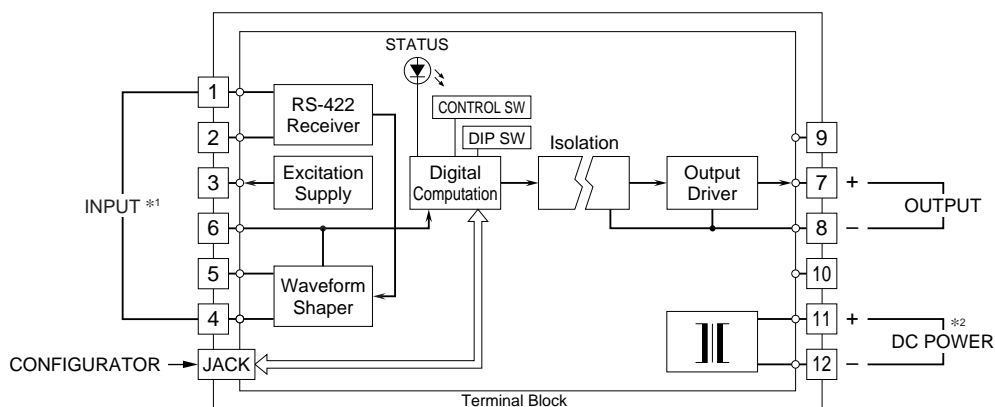 STATUS
1
RS-422
Receiver
CONTROL SW
DIP SW
2
Isolation
9
3
Excitation
Supply
Digital
Computation
Output
Driver
7
+
INPUT *1
OUTPUT
6
8
–
5
Waveform
Shaper
10
4
11
+
*2
DC POWER
CONFIGURATOR
JACK
12
–
Terminal Block